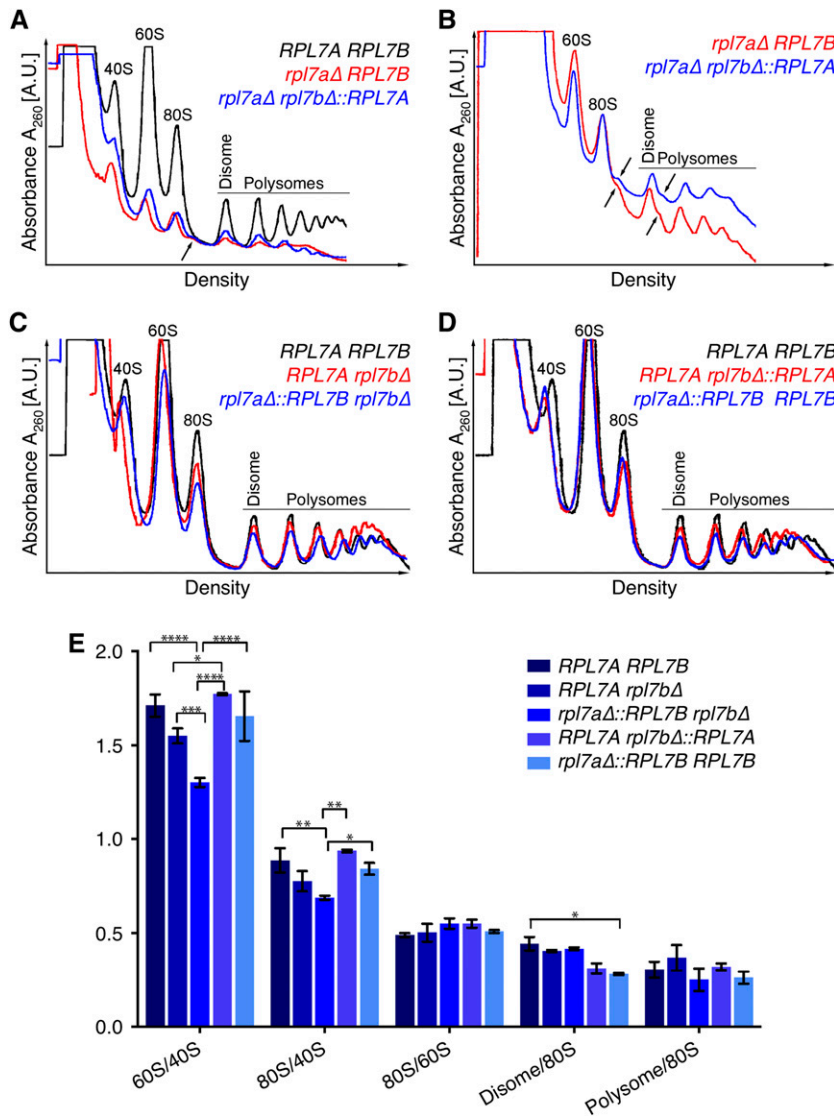 A
RPL7A RPL7B
rpl7aΔ RPL7B
rpl7aΔ rpl7bΔ::RPL7A
40S
60S
80S
Disome
Polysomes
Absorbance A260 [A.U.]
Density
B
rpl7aΔ RPL7B
rpl7aΔ rpl7bΔ::RPL7A
60S
80S
Disome
Polysomes
Absorbance A260 [A.U.]
Density
C
RPL7A RPL7B
RPL7A rpl7bΔ
rpl7aΔ::RPL7B rpl7bΔ
40S
60S
80S
Disome
Polysomes
Absorbance A260 [A.U.]
Density
D
RPL7A RPL7B
RPL7A rpl7bΔ::RPL7A
rpl7aΔ::RPL7B RPL7B
40S
60S
80S
Disome
Polysomes
Absorbance A260 [A.U.]
Density
E
2.0
1.5
1.0
0.5
0.0
**** ****
*
****
***
**
** *
*
RPL7A RPL7B
RPL7A rpl7bΔ
rpl7aΔ::RPL7B rpl7bΔ
RPL7A rpl7bΔ::RPL7A
rpl7aΔ::RPL7B RPL7B
60S/40S
80S/40S
80S/60S
Disome/80S
Polysome/80S